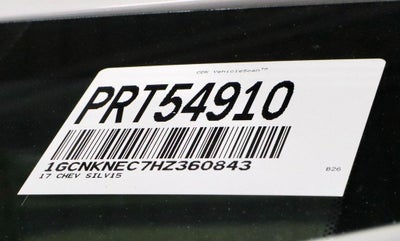 CDK VehicleScan™
PRT54910
1GCNKNEC7HZ360843
17 CHEV SILV15
B26